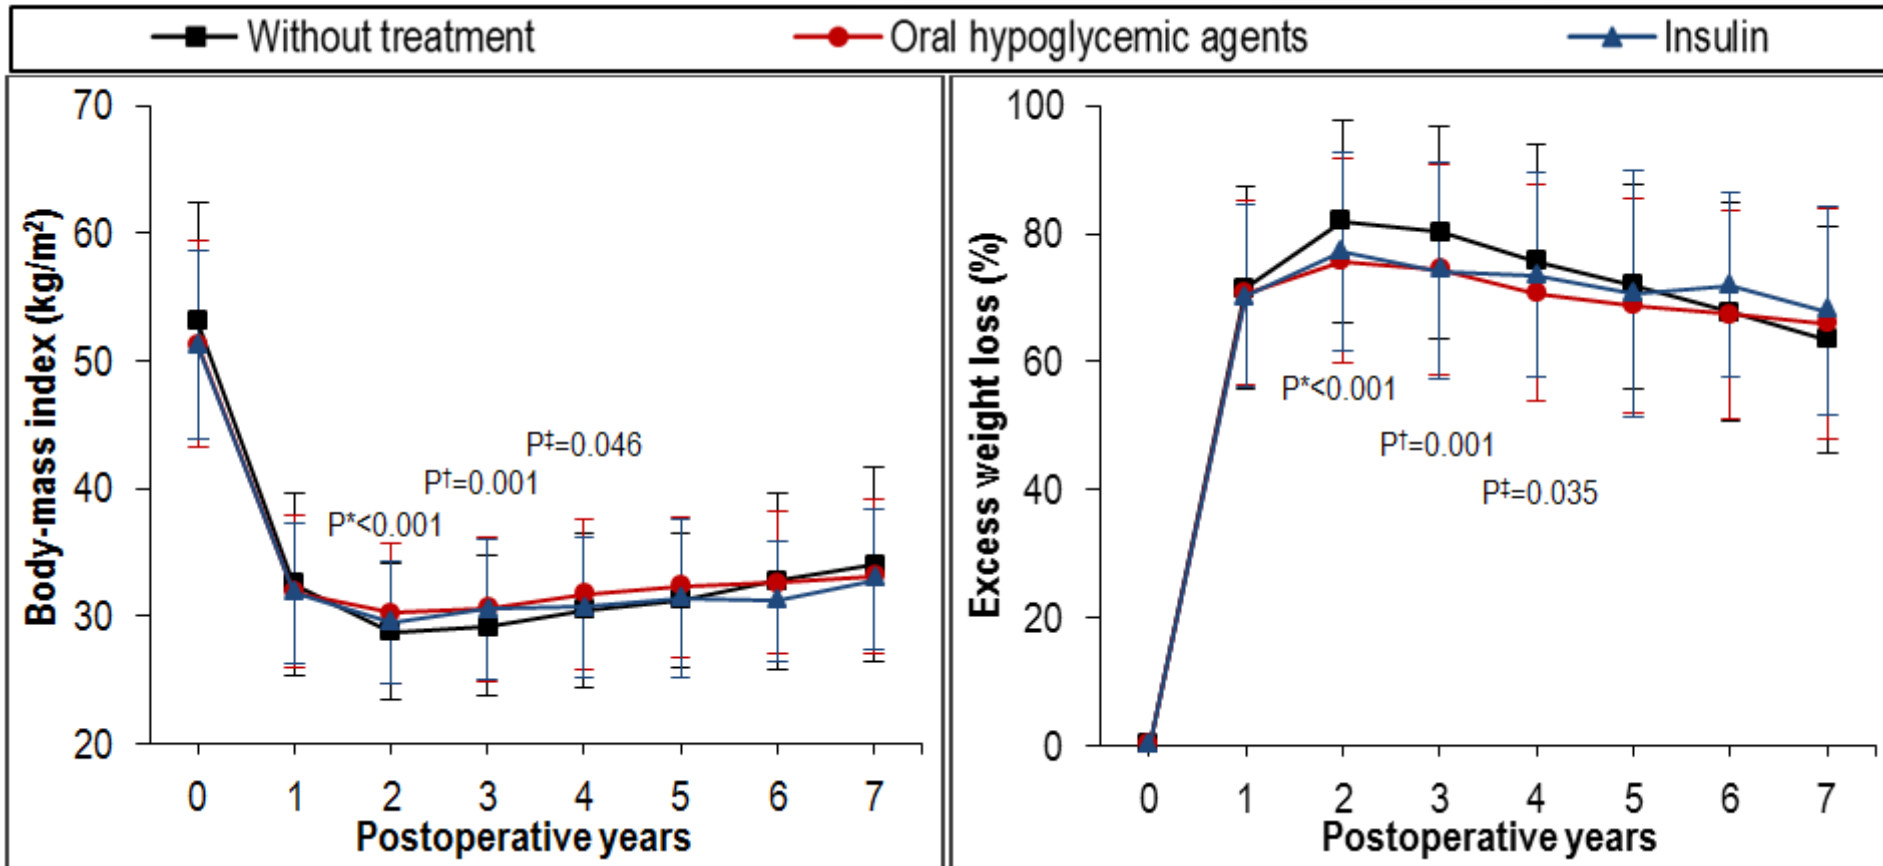 Without treatment Oral hypoglycemic agents Insulin
Body-mass index (kg/m²)
70
60
50
40
30
20
P*<0.001
P†=0.001
P‡=0.046
0 1 2 3 4 5 6 7
Postoperative years
Excess weight loss (%)
100
80
60
40
20
0
P*<0.001
P†=0.001
P‡=0.035
0 1 2 3 4 5 6 7
Postoperative years